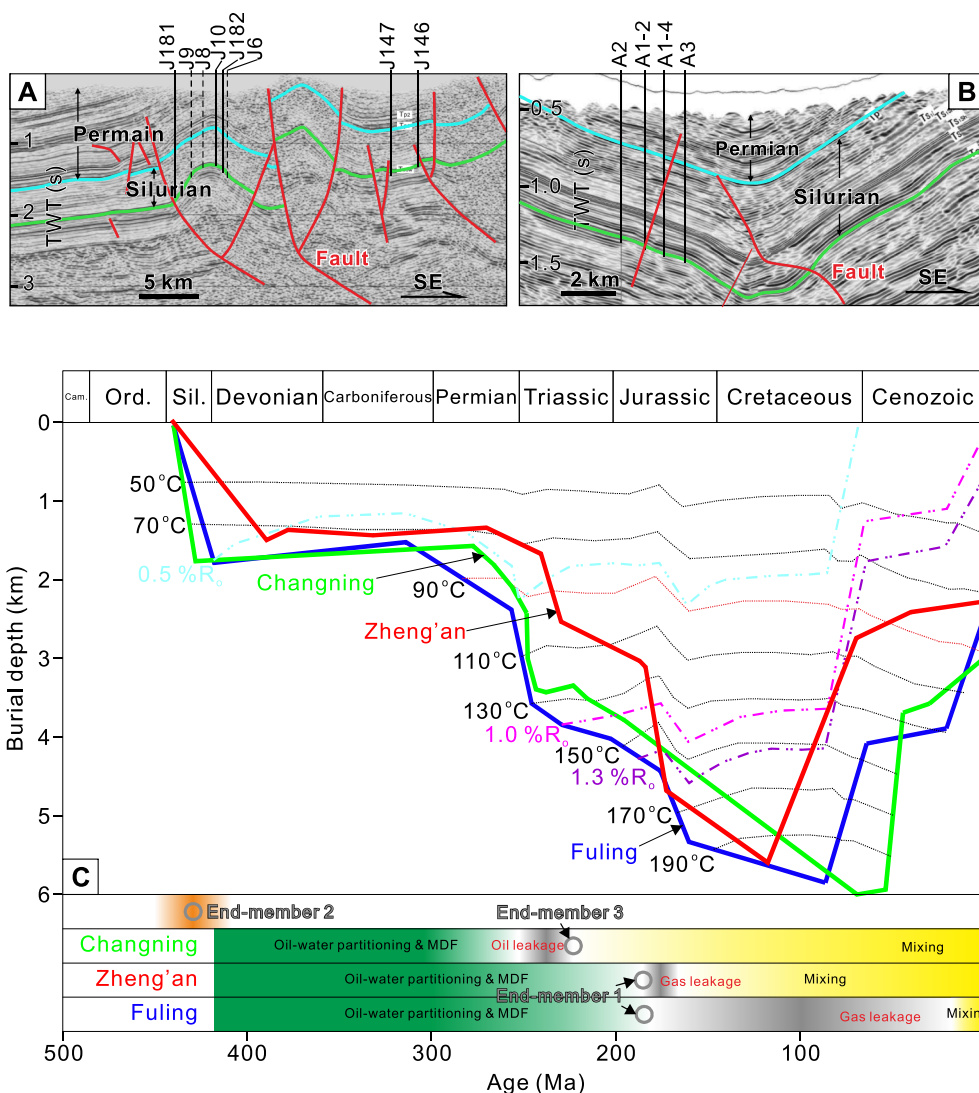 J181
J9
J8
J10
J182
J6
J147
J146
A
1
2
3
TWT (s)
Permain
Silurian
Fault
5 km
SE
A2
A1-2
A1-4
A3
B
0.5
1.0
1.5
TWT (s)
Permian
Silurian
Fault
2 km
SE
Cam. Ord. Sil. Devonian Carboniferous Permian Triassic Jurassic Cretaceous Cenozoic
0
1
2
3
4
5
6
Burial depth (km)
50°C
70°C
0.5 %Ro
Changning
90°C
Zheng'an
110°C
130°C
1.0 %Ro
150°C
1.3 %Ro
170°C
Fuling
190°C
C
End-member 2
End-member 3
Changning Oil-water partitioning & MDF Oil leakage Mixing
Zheng'an Oil-water partitioning & MDF Gas leakage Mixing
End-member 1
Fuling Oil-water partitioning & MDF Gas leakage Mixin
500 400 300 200 100
Age (Ma)